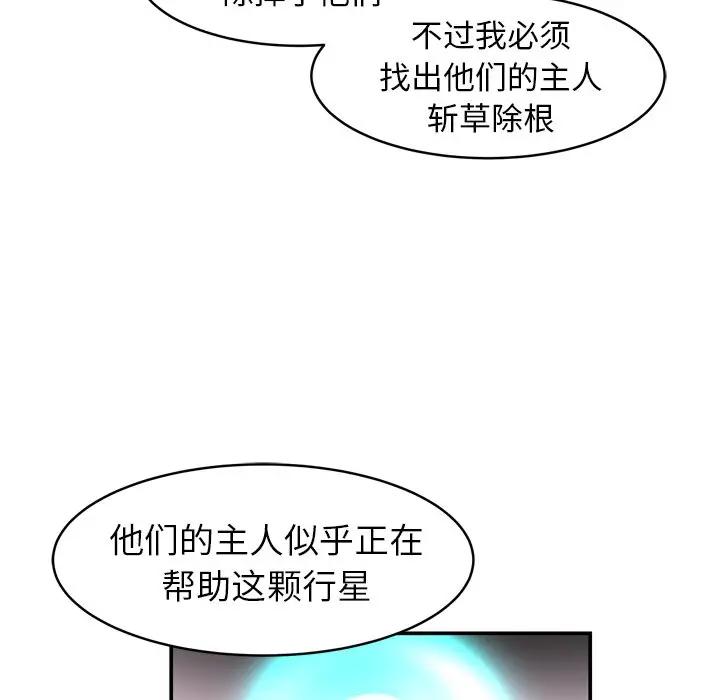 不过我必须
找出他们的主人
斩草除根
他们的主人似乎正在
帮助这颗行星